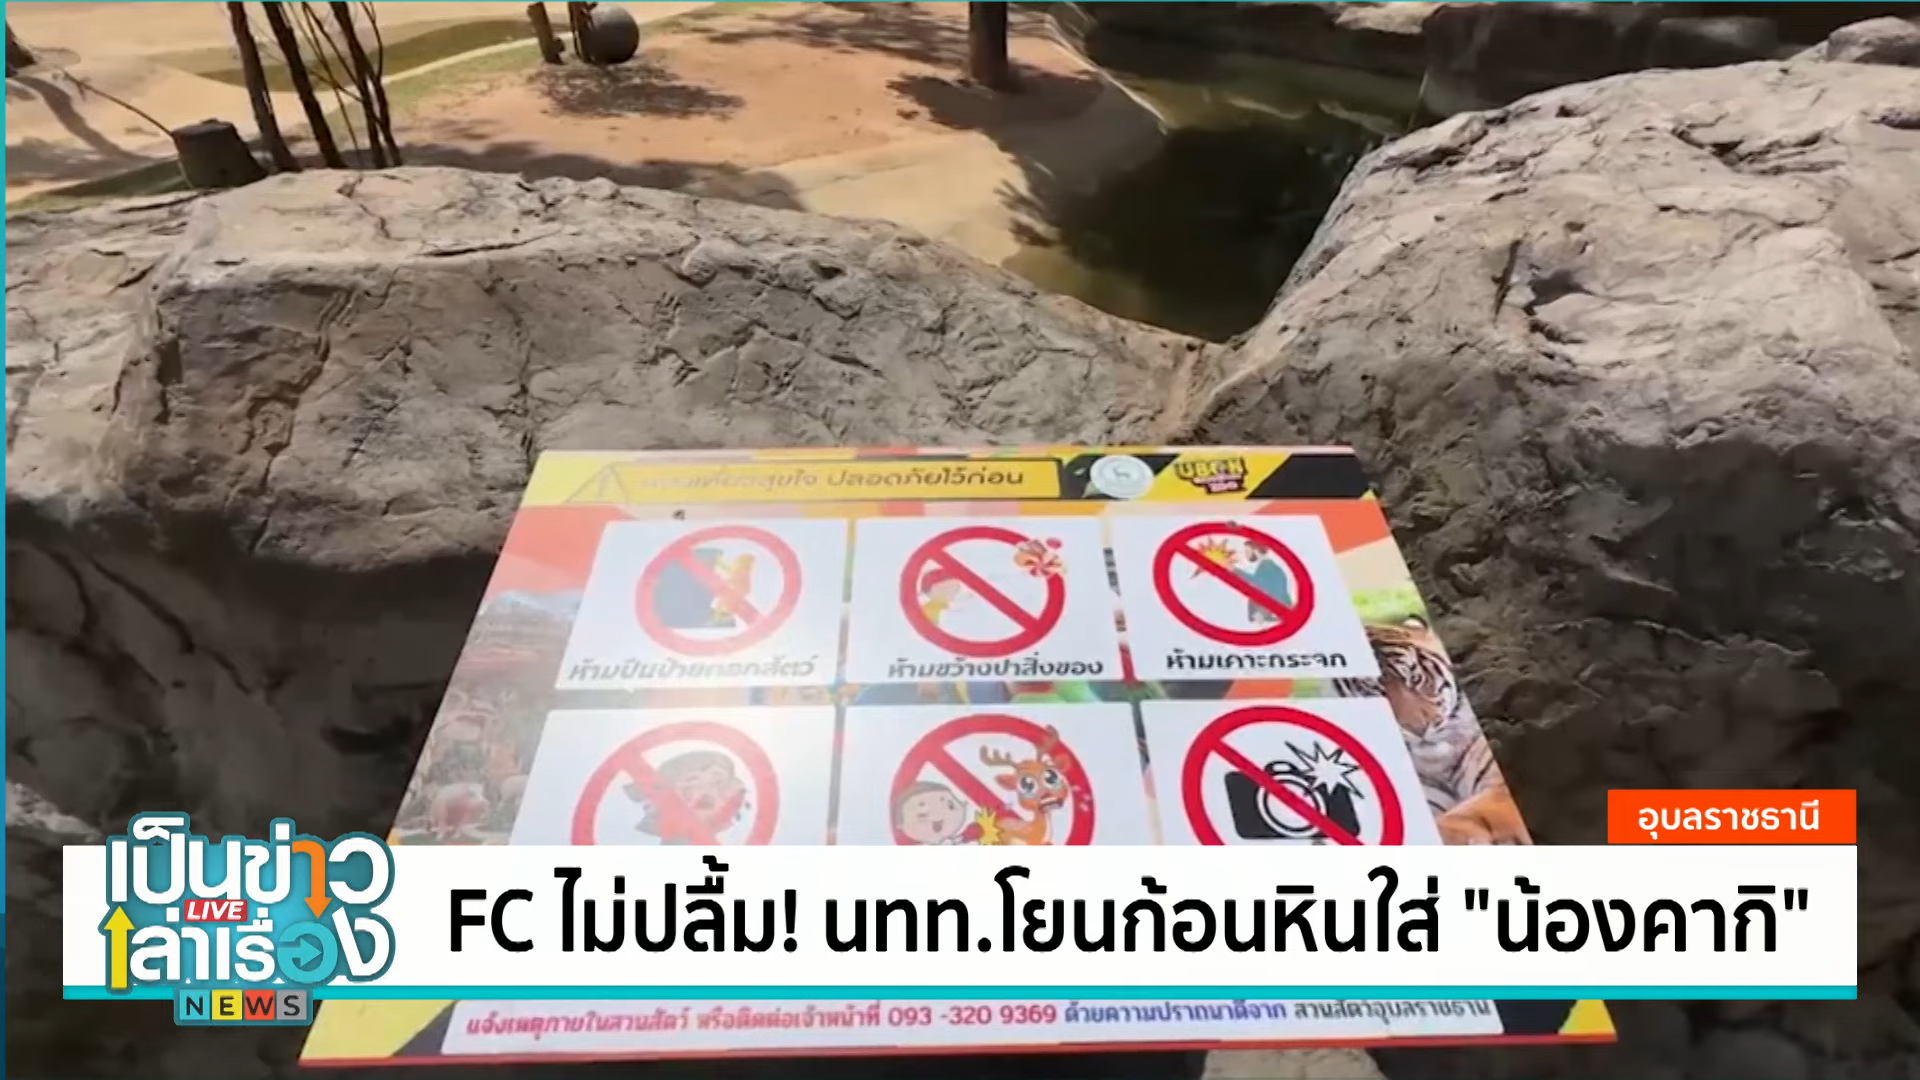 สุขใจ ปลอดภัยไว้ก่อน
UBON
ZOO
ห้ามปีนป่ายคอกสัตว์
ห้ามขว้างปาสิ่งของ
ห้ามเคาะกระจก
อุบลราชธานี
เป็นข่าว
LIVE
เล่าเรื่อง
NEWS
FC ไม่ปลื้ม! นทท.โยนก้อนหินใส่ "น้องคากิ"
แจ้งเหตุภายในสวนสัตว์ หรือติดต่อเจ้าหน้าที่ 093 -320 9369 ด้วยความปรารถนาดีจาก สวนสัตว์อุบลราชธานี